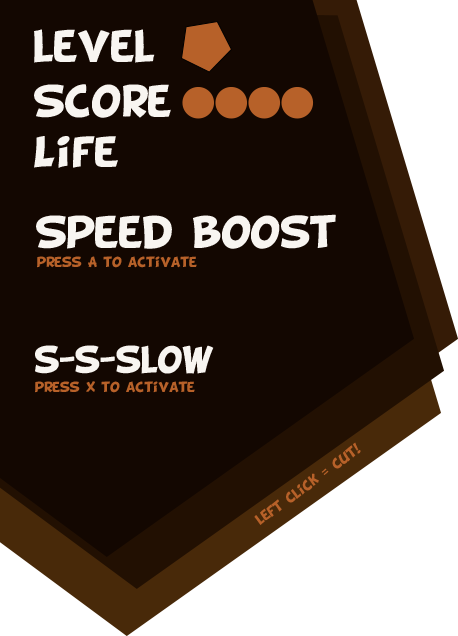 LEVEL
SCORE
LiFE
SPEED BOOST
PRESS A TO ACTiVATE
S-S-SLOW
PRESS X TO ACTiVATE
LEFT CLiCK = CUT!